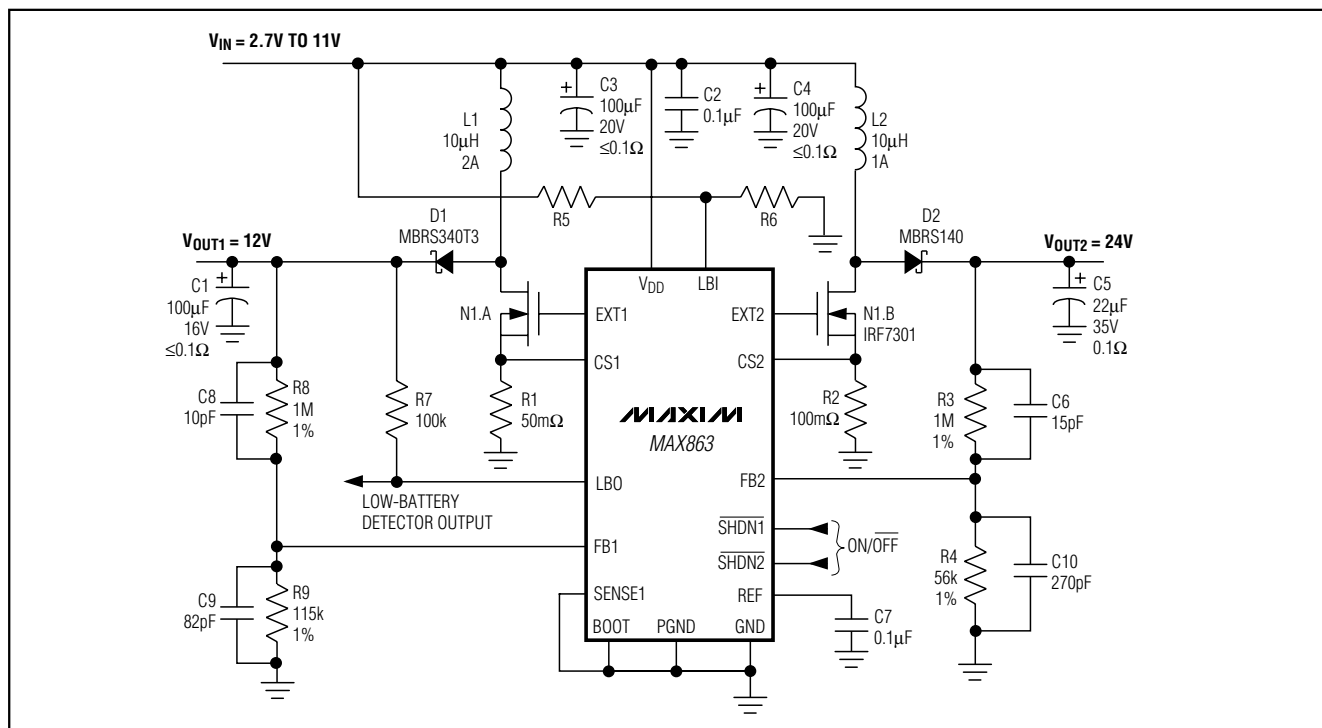 VIN = 2.7V TO 11V
L1
10µH
2A
C3
100µF
20V
≤0.1Ω
C2
0.1µF
C4
100µF
20V
≤0.1Ω
L2
10µH
1A
R5
R6
D1
MBRS340T3
D2
MBRS140
VOUT1 = 12V
VOUT2 = 24V
C1
100µF
16V
≤0.1Ω
N1.A
VDD
LBI
EXT1
EXT2
N1.B
IRF7301
C5
22µF
35V
0.1Ω
CS1
CS2
C8
10pF
R8
1M
1%
R7
100k
R1
50mΩ
MAXIM
MAX863
R2
100mΩ
R3
1M
1%
C6
15pF
LBO
FB2
LOW-BATTERY
DETECTOR OUTPUT
SHDN1
SHDN2
ON/OFF
FB1
C9
82pF
R9
115k
1%
SENSE1
REF
R4
56k
1%
C10
270pF
C7
0.1µF
BOOT
PGND
GND